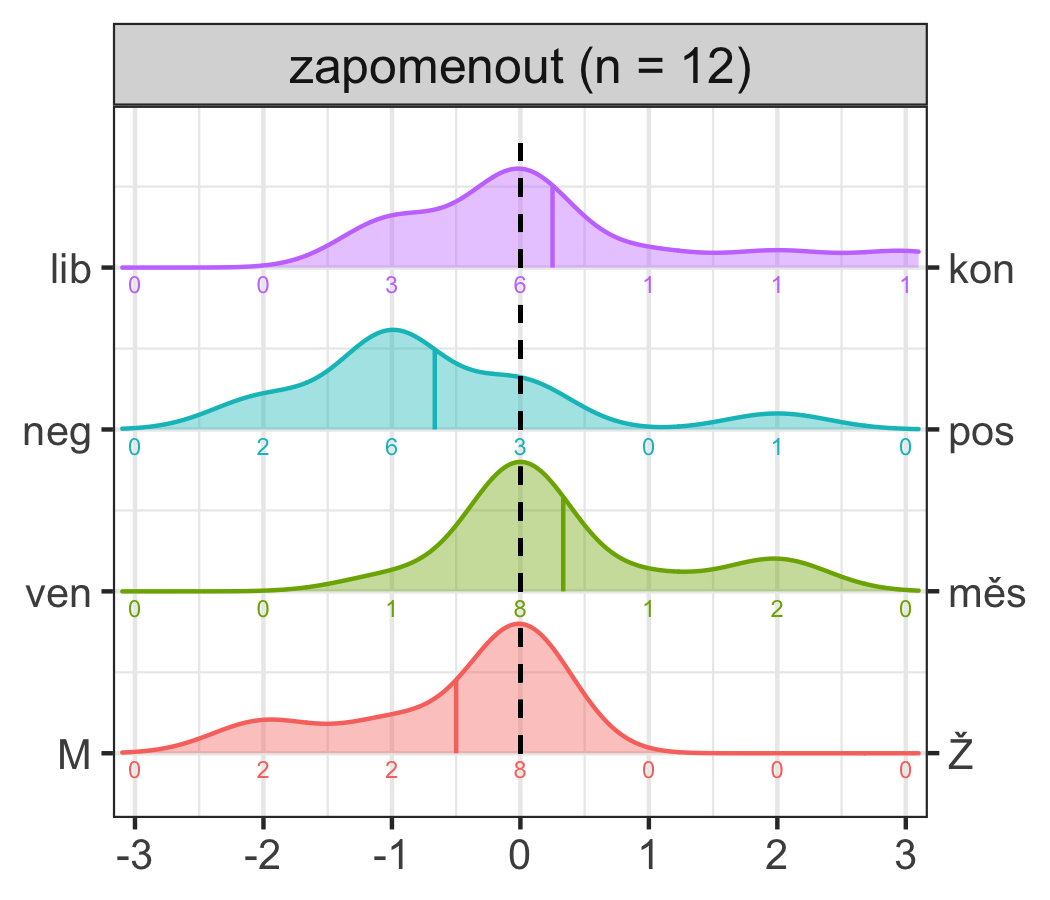 zapomenout (n = 12)
lib kon
0 0 3 6 1 1 1
neg pos
0 2 6 3 0 1 0
ven měs
0 0 1 8 1 2 0
M Ž
0 2 2 8 0 0 0
-3 -2 -1 0 1 2 3